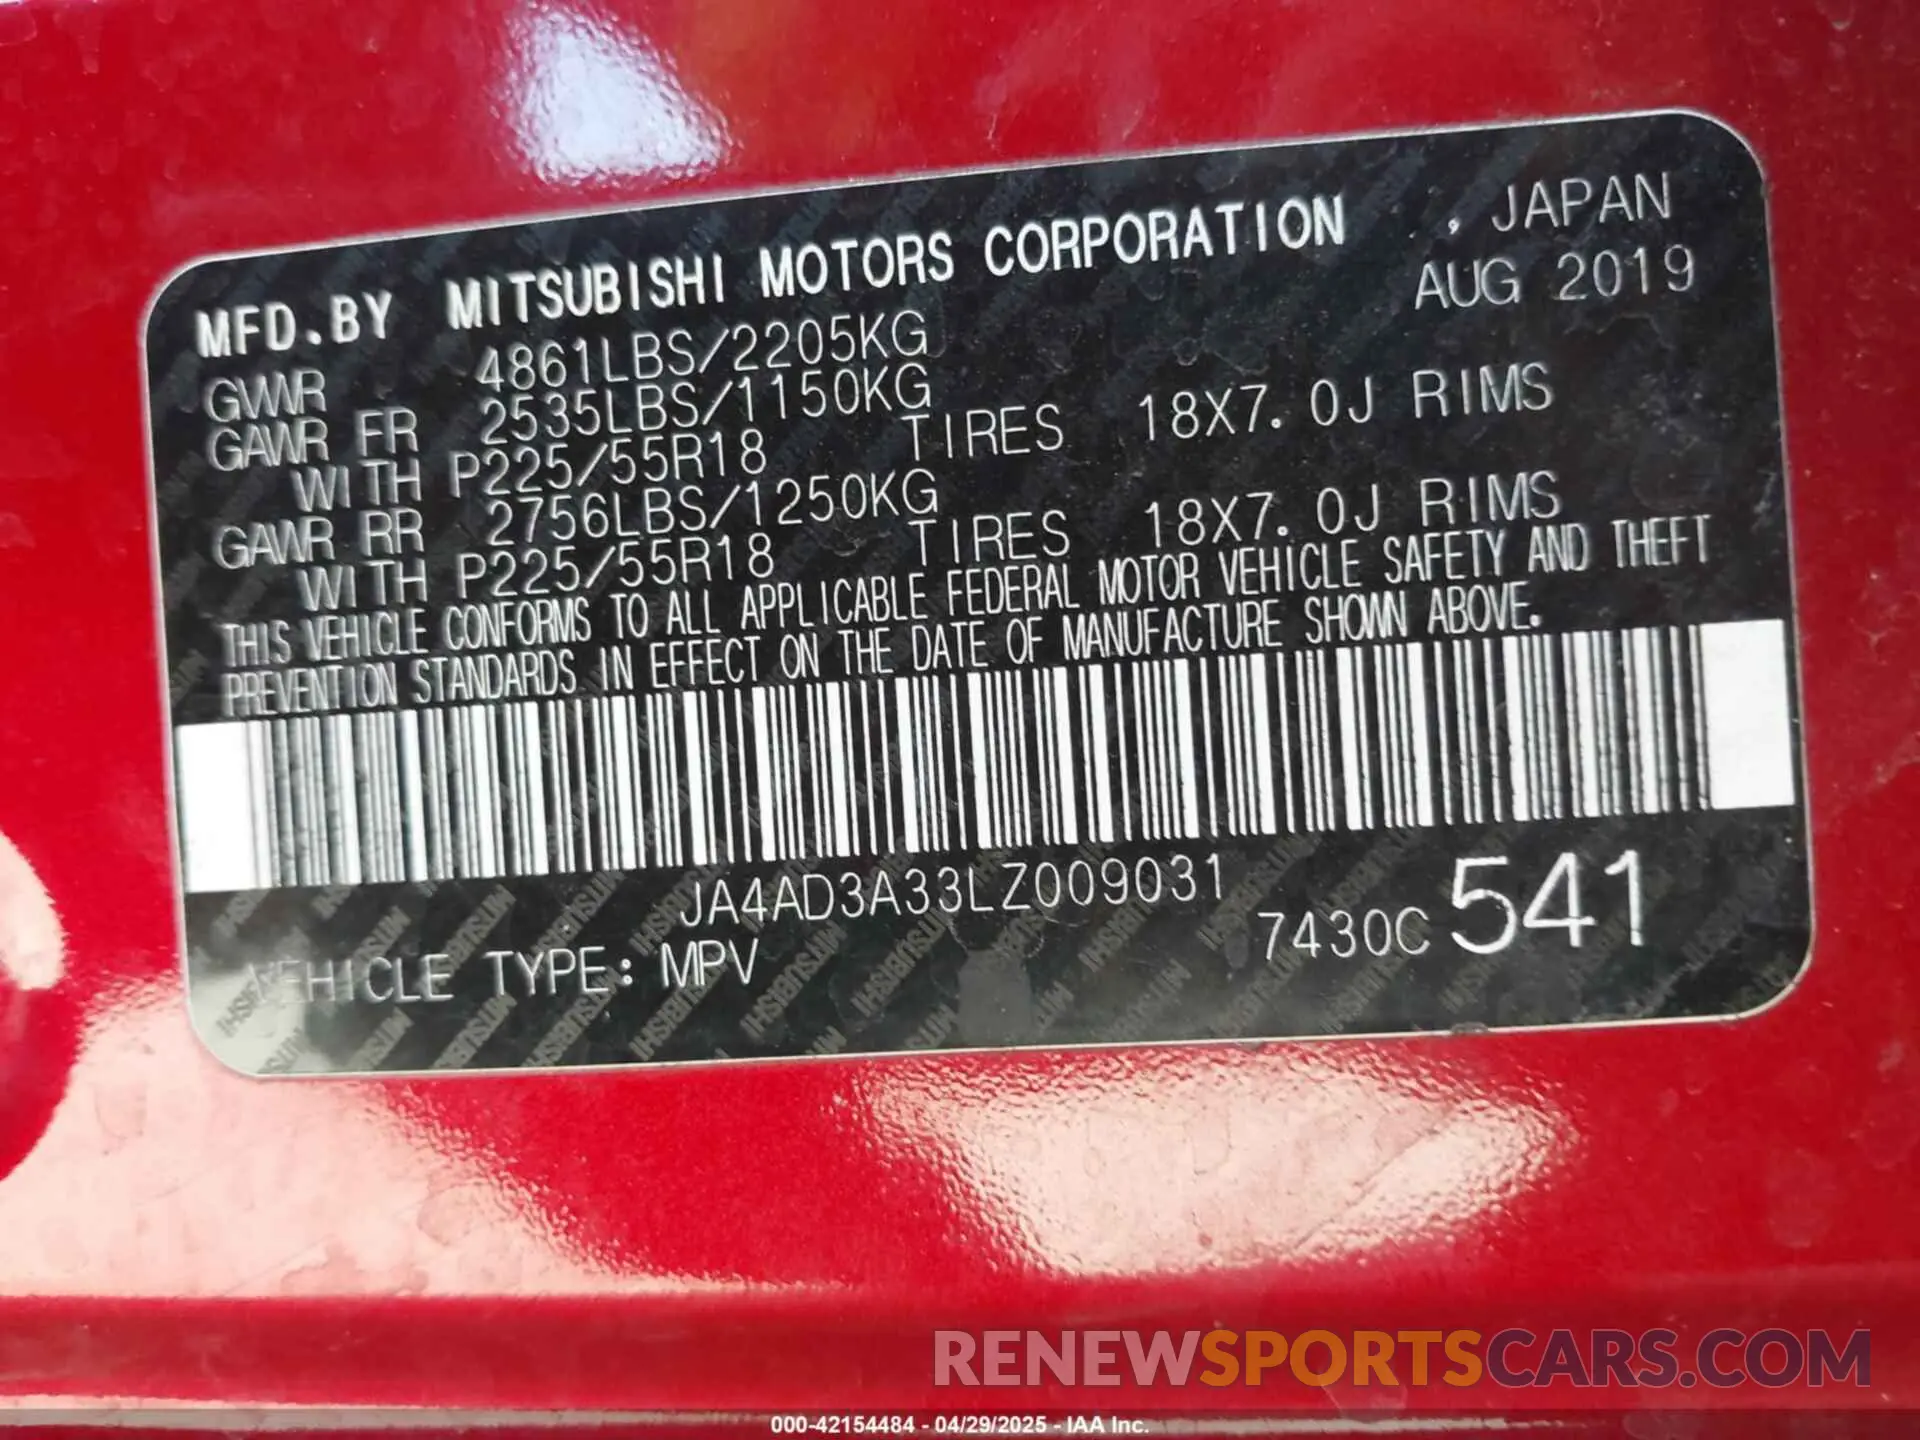 MFD.BY MITSUBISHI MOTORS CORPORATION , JAPAN
GVWR 4861LBS/2205KG AUG 2019
GAWR FR 2535LBS/1150KG
WITH P225/55R18 TIRES 18X7.0J RIMS
GAWR RR 2756LBS/1250KG
WITH P225/55R18 TIRES 18X7.0J RIMS
THIS VEHICLE CONFORMS TO ALL APPLICABLE FEDERAL MOTOR VEHICLE SAFETY AND THEFT
PREVENTION STANDARDS IN EFFECT ON THE DATE OF MANUFACTURE SHOWN ABOVE.
JA4AD3A33LZ009031
VEHICLE TYPE: MPV 7430C 541
RENEWSPORTSCARS.COM
000-42154484 - 04/29/2025 - IAA Inc.